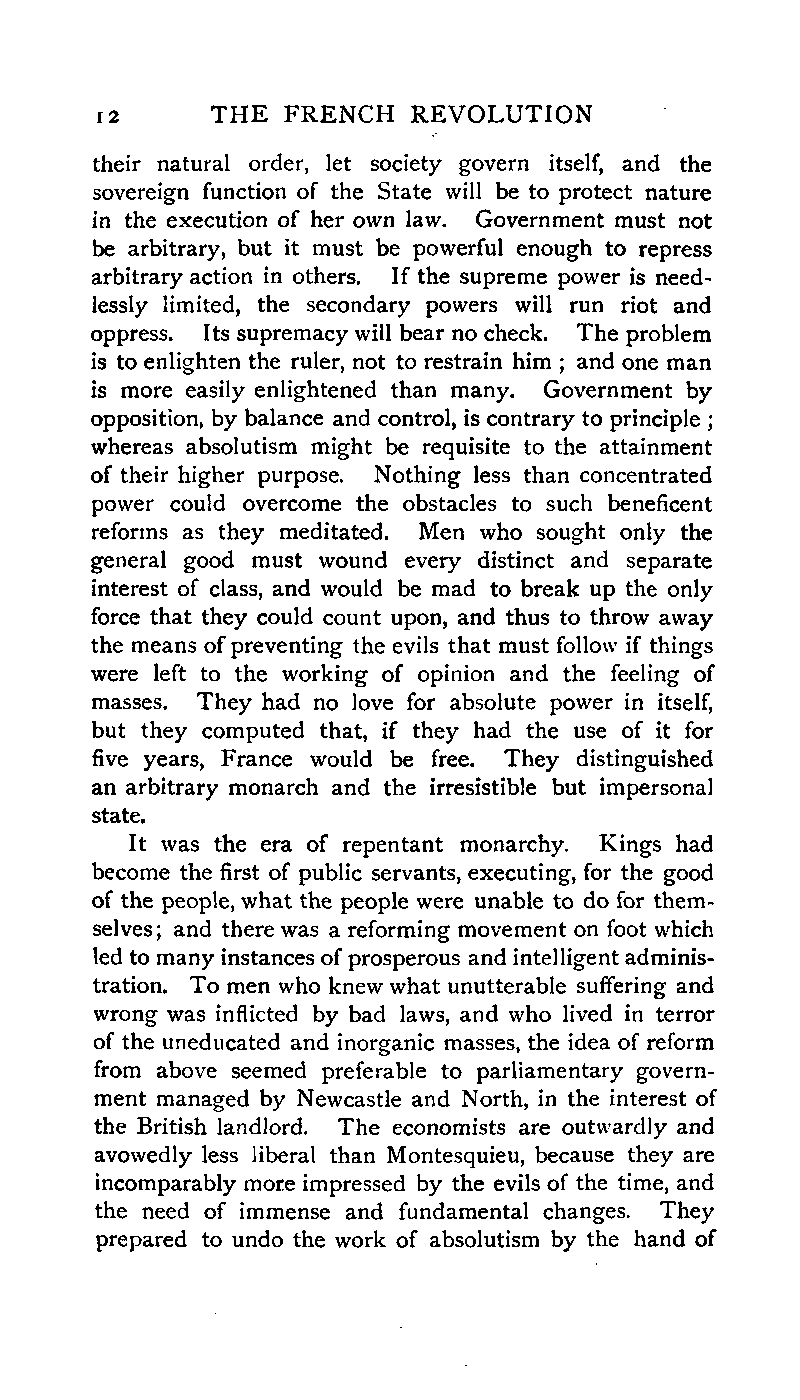 12 THE FRENCH REVOLUTION
their natural order, let society govern itself, and the
sovereign function of the State will be to protect nature
in the execution of her own law. Government must not
be arbitrary, but it must be powerful enough to repress
arbitrary action in others. If the supreme power is need-
lessly limited, the secondary powers will run riot and
oppress. Its supremacy will bear no check. The problem
is to enlighten the ruler, not to restrain him ; and one man
is more easily enlightened than many. Government by
opposition, by balance and control, is contrary to principle ;
whereas absolutism might be requisite to the attainment
of their higher purpose. Nothing less than concentrated
power could overcome the obstacles to such beneficent
reforms as they meditated. Men who sought only the
general good must wound every distinct and separate
interest of class, and would be mad to break up the only
force that they could count upon, and thus to throw away
the means of preventing the evils that must follow if things
were left to the working of opinion and the feeling of
masses. They had no love for absolute power in itself,
but they computed that, if they had the use of it for
five years, France would be free. They distinguished
an arbitrary monarch and the irresistible but impersonal
state.
It was the era of repentant monarchy. Kings had
become the first of public servants, executing, for the good
of the people, what the people were unable to do for them-
selves; and there was a reforming movement on foot which
led to many instances of prosperous and intelligent adminis-
tration. To men who knew what unutterable suffering and
wrong was inflicted by bad laws, and who lived in terror
of the uneducated and inorganic masses, the idea of reform
from above seemed preferable to parliamentary govern-
ment managed by Newcastle and North, in the interest of
the British landlord. The economists are outwardly and
avowedly less liberal than Montesquieu, because they are
incomparably more impressed by the evils of the time, and
the need of immense and fundamental changes. They
prepared to undo the work of absolutism by the hand of